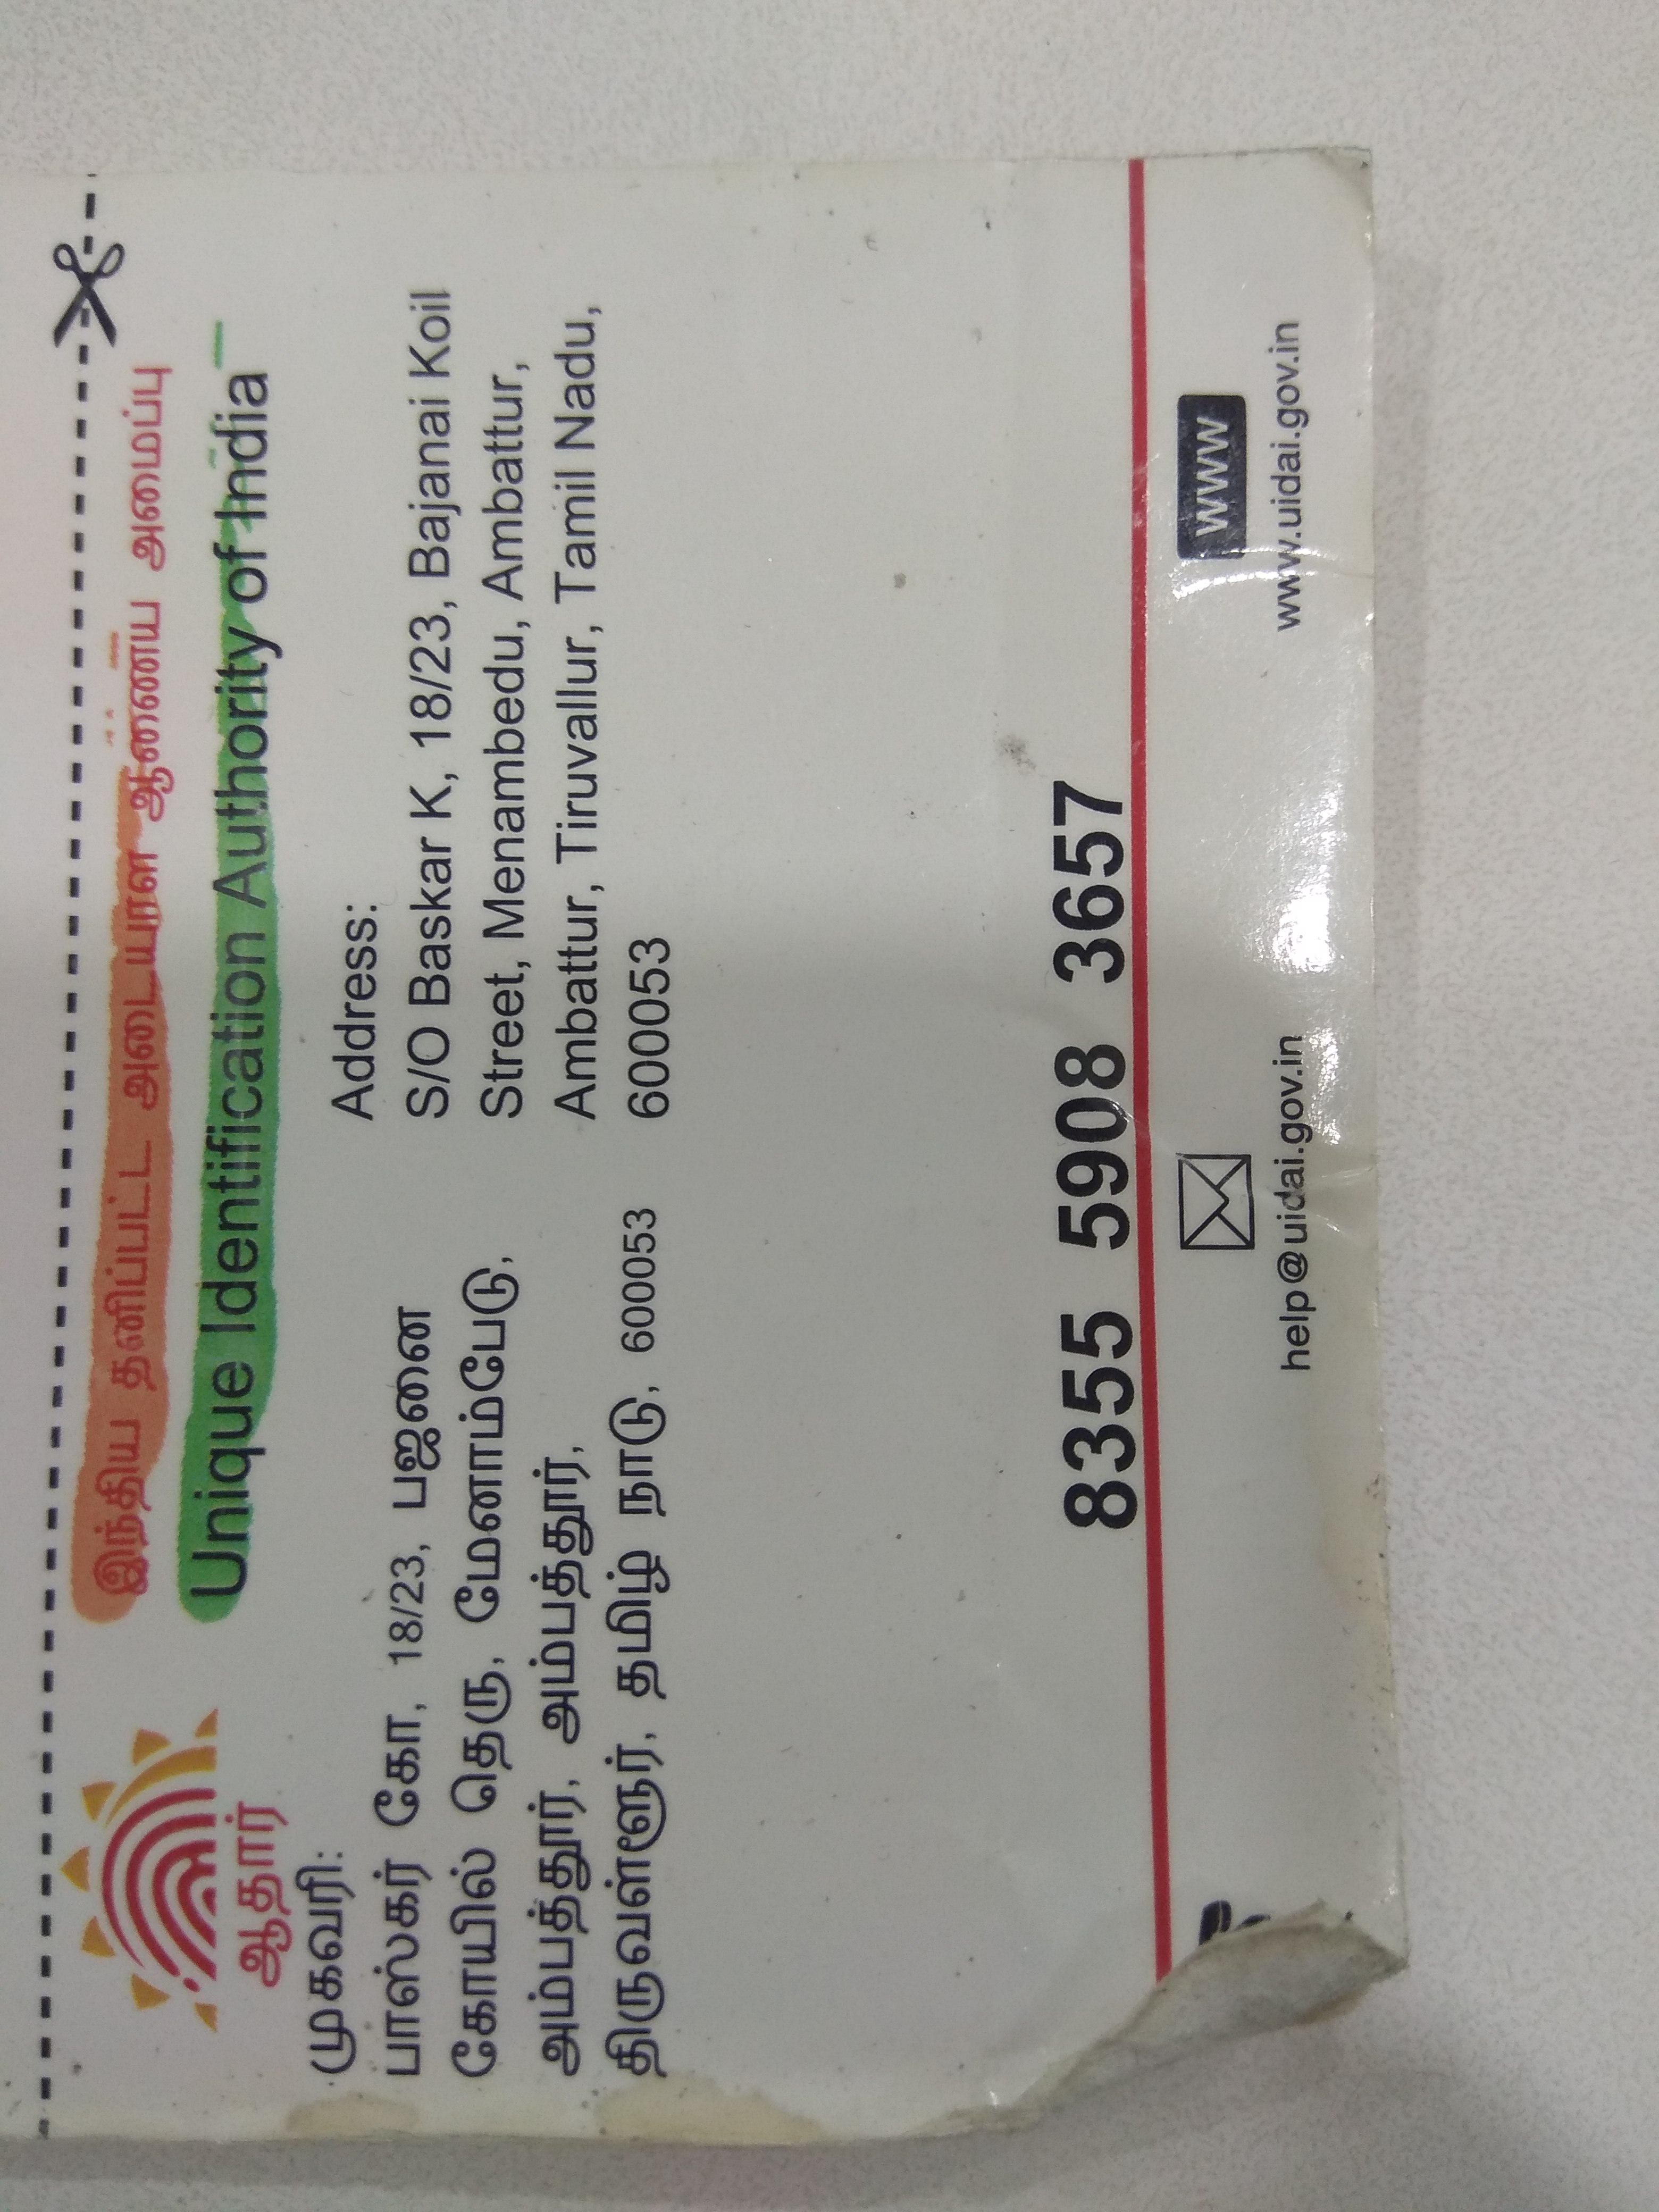 இந்திய தனிப்பட்ட அடையாள ஆணைய அமைப்பு
Unique Identification Authority of India
ஆதார்
முகவரி:
பாஸ்கர் கோ, 18/23, பஜனை
கோயில் தெரு, மேனாம்பேடு,
அம்பத்தூர், அம்பத்தூர்,
திருவள்ளூர், தமிழ் நாடு, 600053
Address:
S/O Baskar K, 18/23, Bajanai Koil
Street, Menambedu, Ambattur,
Ambattur, Tiruvallur, Tamil Nadu,
600053
8355 5908 3657
help@uidai.gov.in
www
www.uidai.gov.in